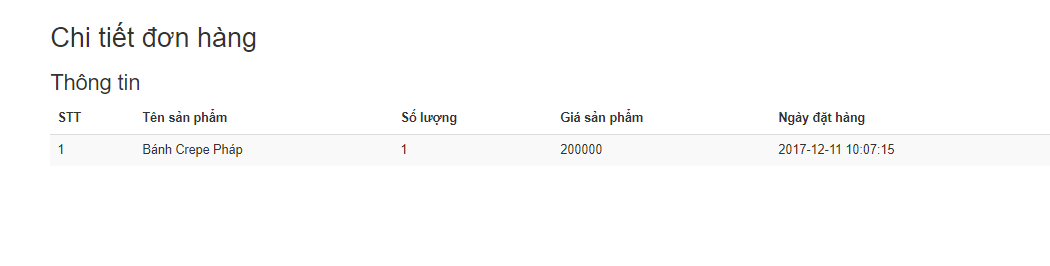 Chi tiết đơn hàng
Thông tin
STT Tên sản phẩm Số lượng Giá sản phẩm Ngày đặt hàng
1 Bánh Crepe Pháp 1 200000 2017-12-11 10:07:15